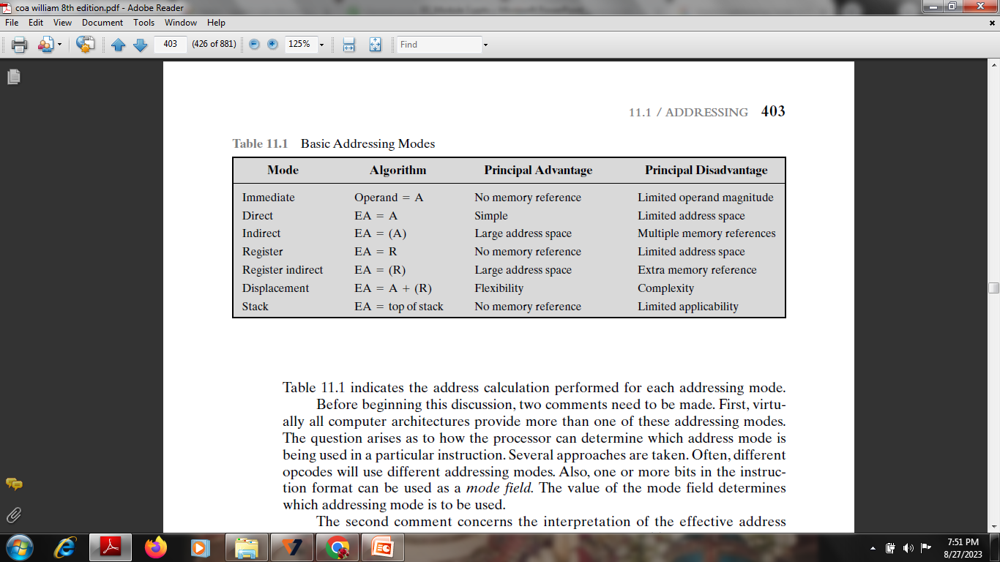 coa william 8th edition.pdf - Adobe Reader
File Edit View Document Tools Window Help
403 (426 of 881) 125% Find
11.1 / ADDRESSING 403
Table 11.1 Basic Addressing Modes
Mode Algorithm Principal Advantage Principal Disadvantage
Immediate Operand = A No memory reference Limited operand magnitude
Direct EA = A Simple Limited address space
Indirect EA = (A) Large address space Multiple memory references
Register EA = R No memory reference Limited address space
Register indirect EA = (R) Large address space Extra memory reference
Displacement EA = A + (R) Flexibility Complexity
Stack EA = top of stack No memory reference Limited applicability
Table 11.1 indicates the address calculation performed for each addressing mode.
Before beginning this discussion, two comments need to be made. First, virtu-
ally all computer architectures provide more than one of these addressing modes.
The question arises as to how the processor can determine which address mode is
being used in a particular instruction. Several approaches are taken. Often, different
opcodes will use different addressing modes. Also, one or more bits in the instruc-
tion format can be used as a mode field. The value of the mode field determines
which addressing mode is to be used.
The second comment concerns the interpretation of the effective address
7:51 PM
8/27/2023